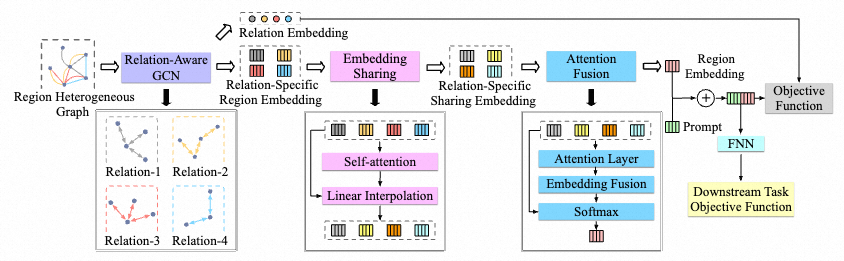 Relation Embedding
Region Heterogeneous
Graph
Relation-Aware
GCN
Relation-Specific
Region Embedding
Embedding
Sharing
Relation-Specific
Sharing Embedding
Attention
Fusion
Region
Embedding
Prompt
Objective
Function
FNN
Downstream Task
Objective Function
Relation-1
Relation-2
Relation-3
Relation-4
Self-attention
Linear Interpolation
Attention Layer
Embedding Fusion
Softmax